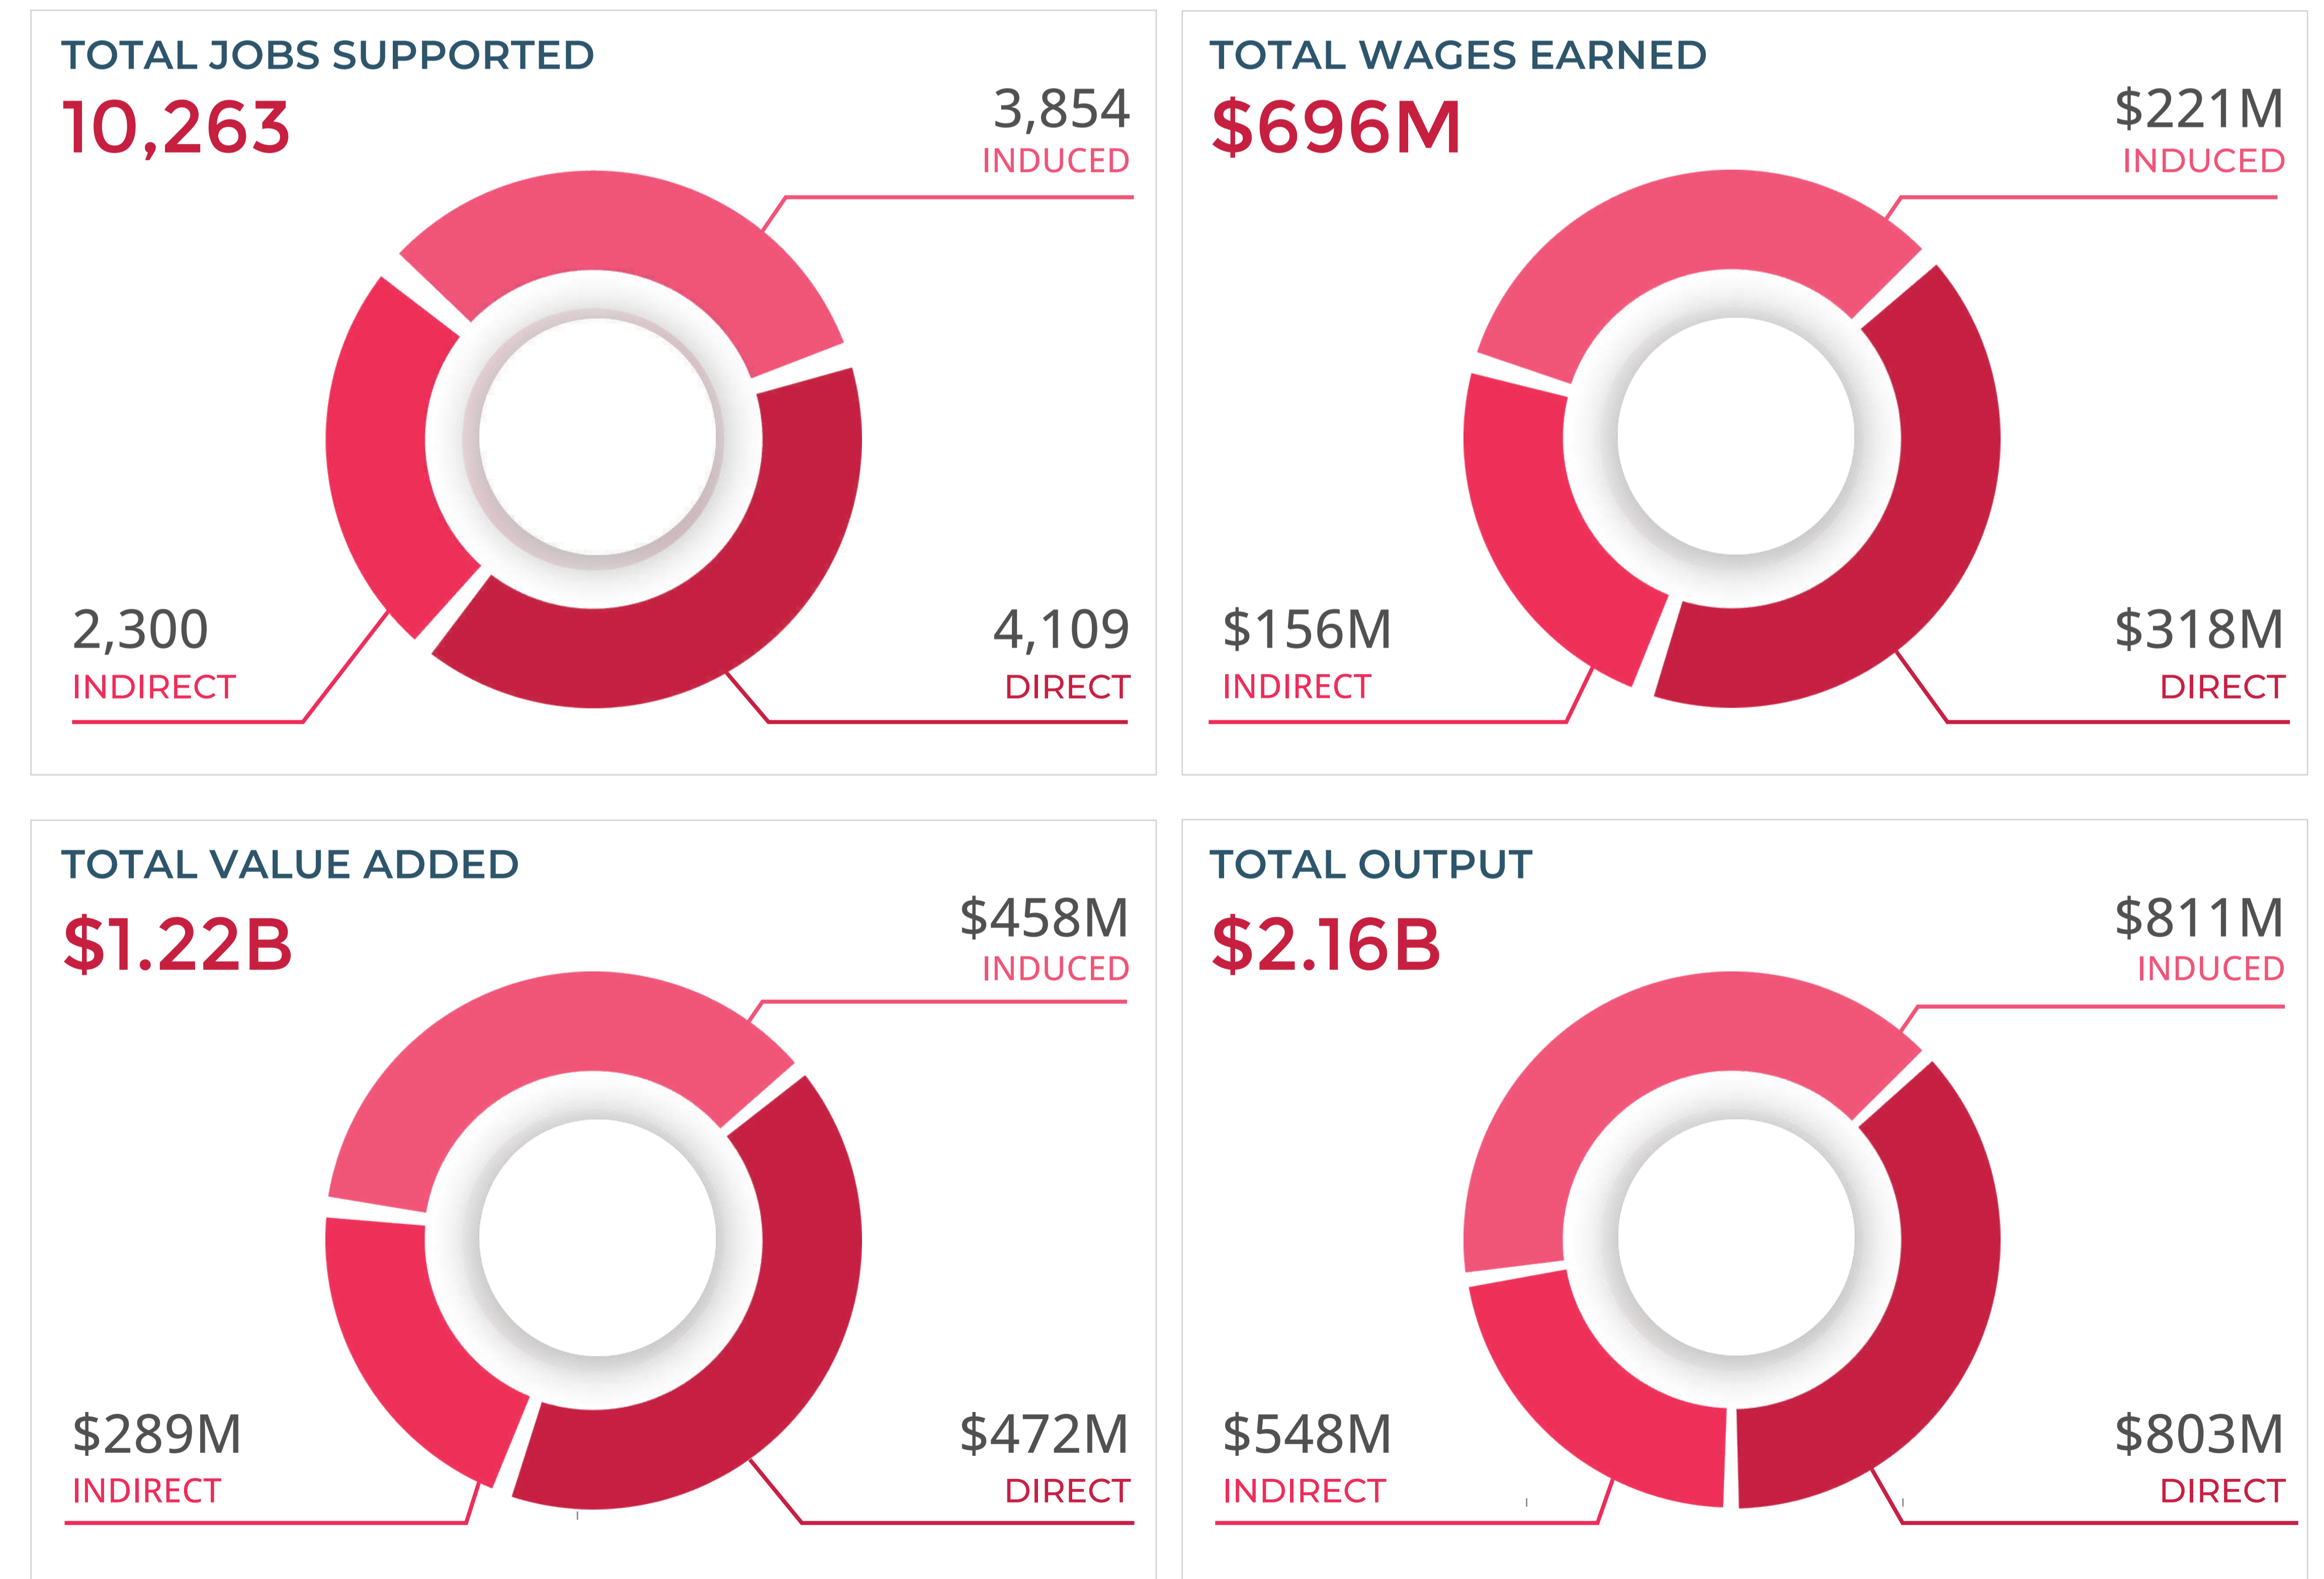 TOTAL JOBS SUPPORTED
10,263
3,854
INDUCED
2,300
INDIRECT
4,109
DIRECT
TOTAL WAGES EARNED
$696M
$221M
INDUCED
$156M
INDIRECT
$318M
DIRECT
TOTAL VALUE ADDED
$1.22B
$458M
INDUCED
$289M
INDIRECT
$472M
DIRECT
TOTAL OUTPUT
$2.16B
$811M
INDUCED
$548M
INDIRECT
$803M
DIRECT